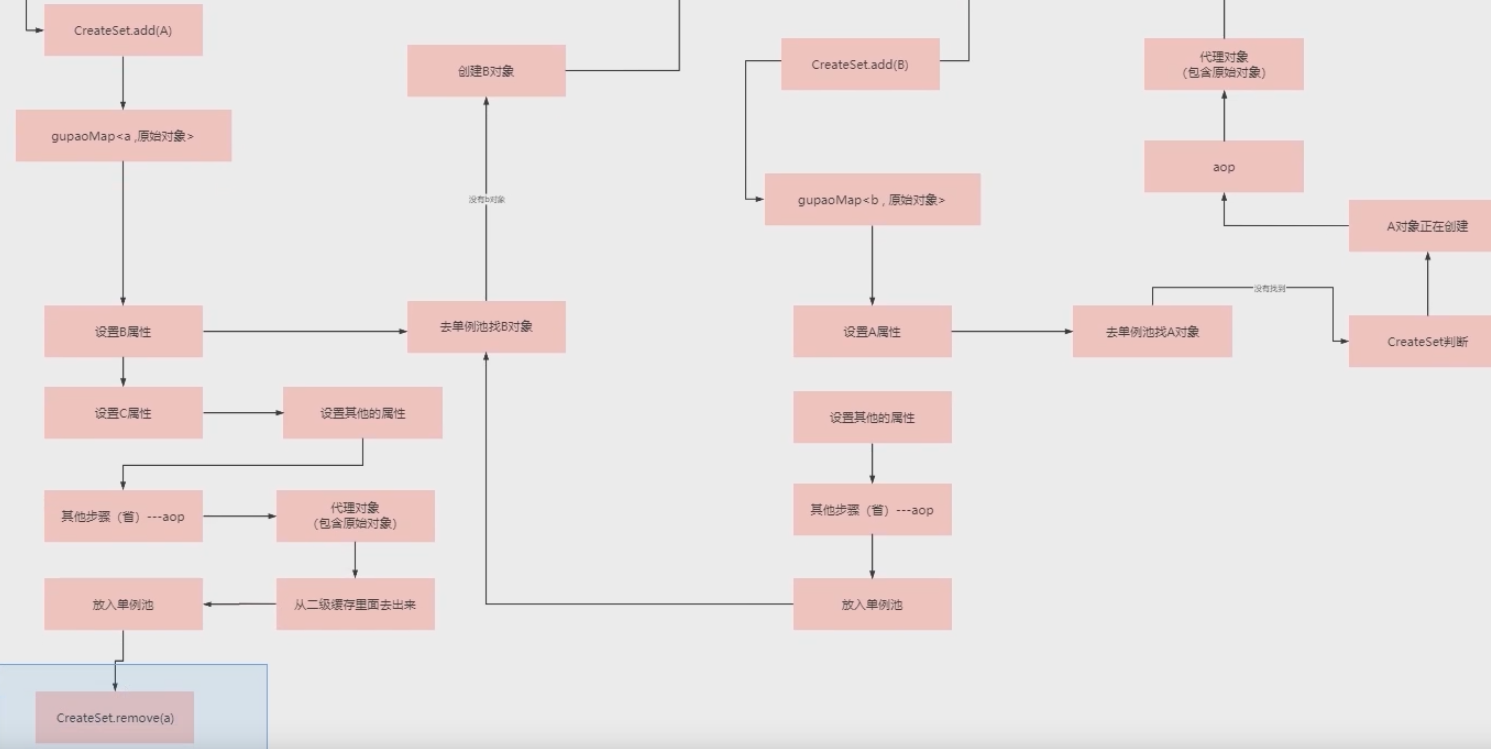 CreateSet.add(A)
gupaoMap<a ,原始对象>
设置B属性
设置C属性
设置其他的属性
其他步骤（省）---aop
代理对象
（包含原始对象）
从二级缓存里面去出来
放入单例池
CreateSet.remove(a)
去单例池找B对象
没有b对象
创建B对象
CreateSet.add(B)
gupaoMap<b , 原始对象>
设置A属性
设置其他的属性
其他步骤（省）---aop
放入单例池
去单例池找A对象
没有找到
CreateSet判断
A对象正在创建
aop
代理对象
（包含原始对象）